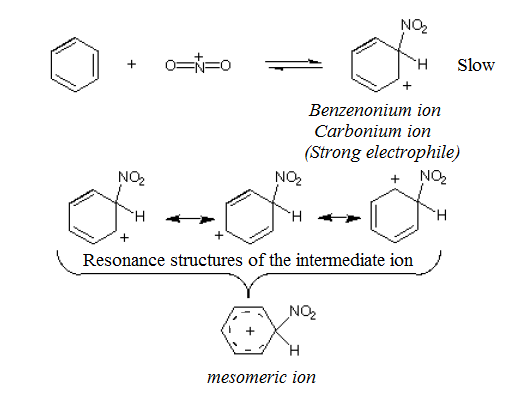 NO2
+ O=N=O + H Slow
+
Benzenonium ion
Carbonium ion
(Strong electrophile)
NO2 NO2 + NO2
H H H
+ +
Resonance structures of the intermediate ion
NO2
+
H
mesomeric ion